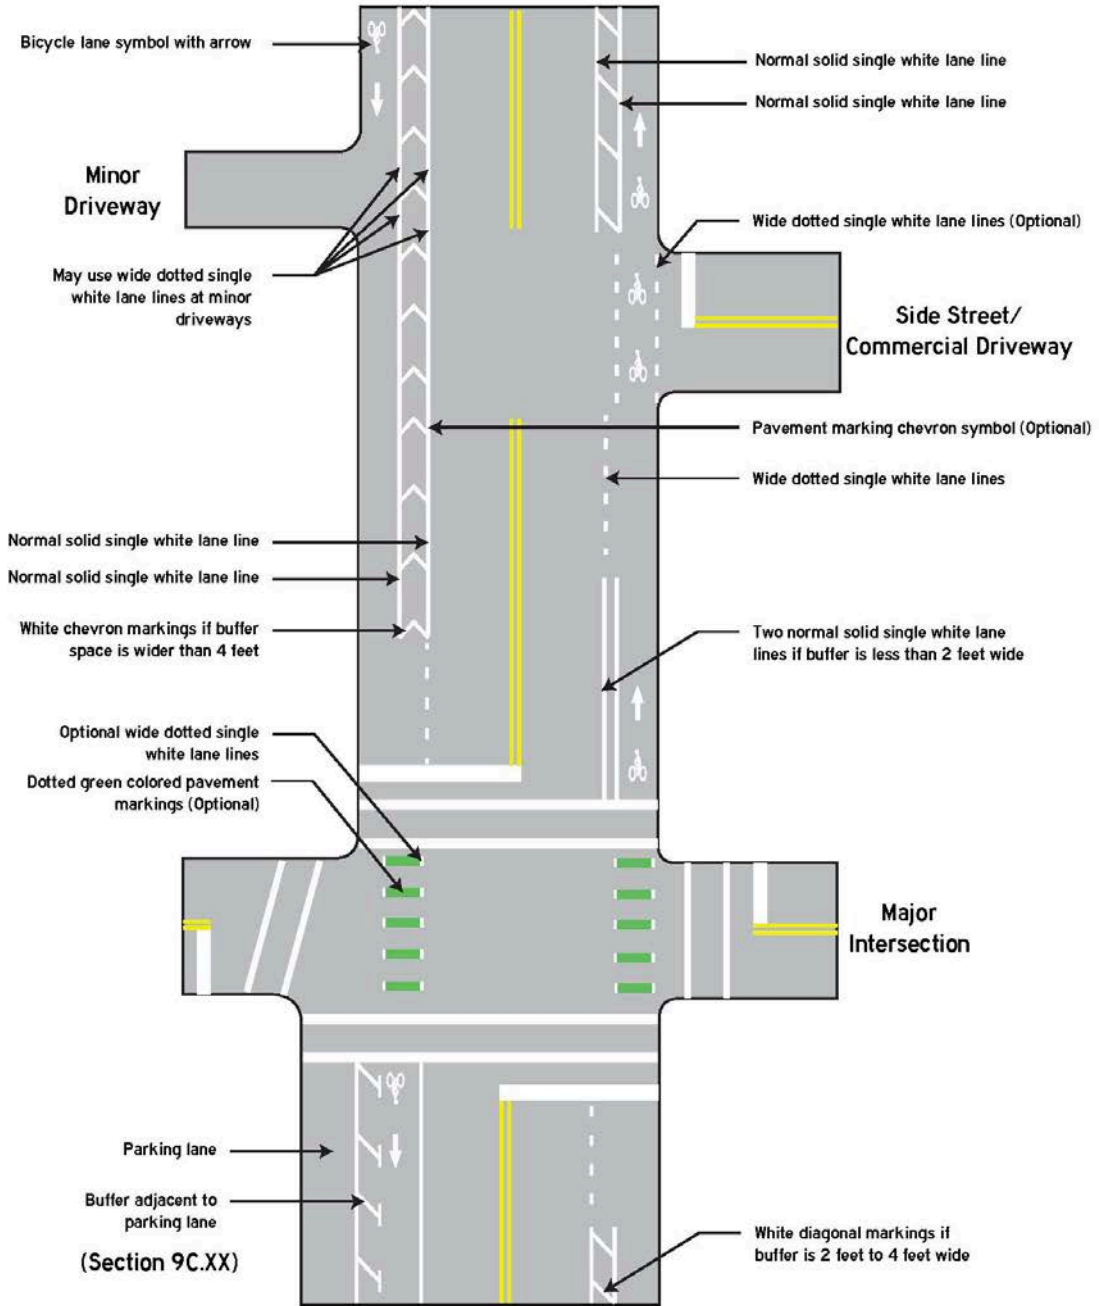 Bicycle lane symbol with arrow
Normal solid single white lane line
Normal solid single white lane line
Minor
Driveway
Wide dotted single white lane lines (Optional)
May use wide dotted single
white lane lines at minor
driveways
Side Street/
Commercial Driveway
Pavement marking chevron symbol (Optional)
Wide dotted single white lane lines
Normal solid single white lane line
Normal solid single white lane line
White chevron markings if buffer
space is wider than 4 feet
Two normal solid single white lane
lines if buffer is less than 2 feet wide
Optional wide dotted single
white lane lines
Dotted green colored pavement
markings (Optional)
Major
Intersection
Parking lane
Buffer adjacent to
parking lane
(Section 9C.XX)
White diagonal markings if
buffer is 2 feet to 4 feet wide